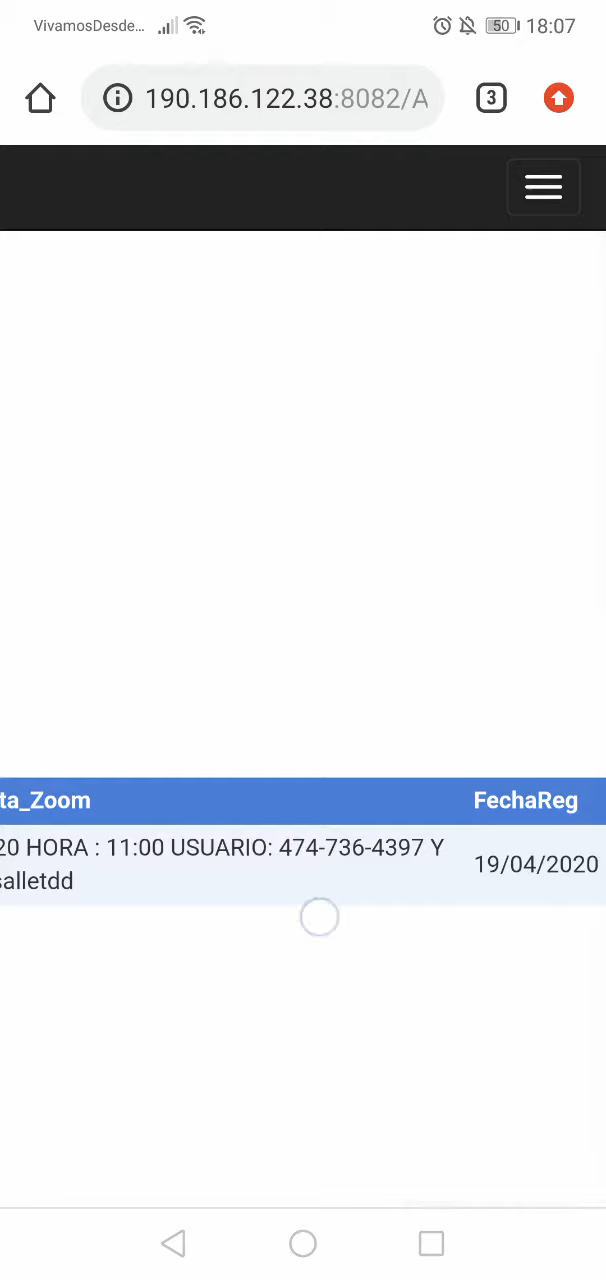 VivamosDesde... 50 18:07
190.186.122.38:8082/A 3
ta_Zoom FechaReg
20 HORA : 11:00 USUARIO: 474-736-4397 Y 19/04/2020
salletdd